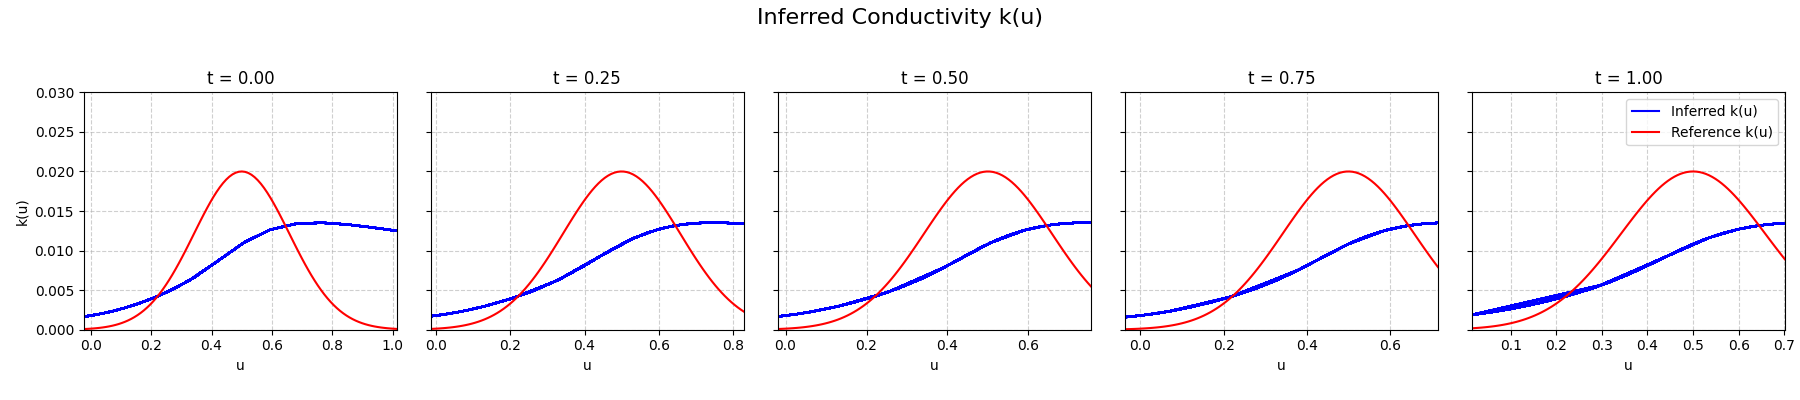 Inferred Conductivity k(u)
t = 0.00
t = 0.25
t = 0.50
t = 0.75
t = 1.00
k(u)
0.030
0.025
0.020
0.015
0.010
0.005
0.000
Inferred k(u)
Reference k(u)
0.0 0.2 0.4 0.6 0.8 1.0
0.0 0.2 0.4 0.6 0.8
0.0 0.2 0.4 0.6
0.0 0.2 0.4 0.6
0.1 0.2 0.3 0.4 0.5 0.6 0.7
u
u
u
u
u